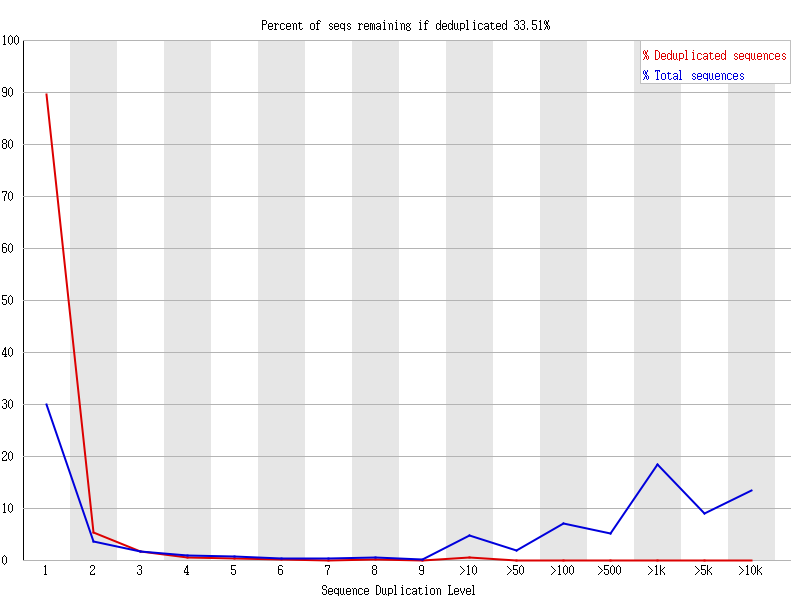 Percent of seqs remaining if deduplicated 33.51%
100
% Deduplicated sequences
% Total sequences
90
80
70
60
50
40
30
20
10
0
1 2 3 4 5 6 7 8 9 >10 >50 >100 >500 >1k >5k >10k
Sequence Duplication Level